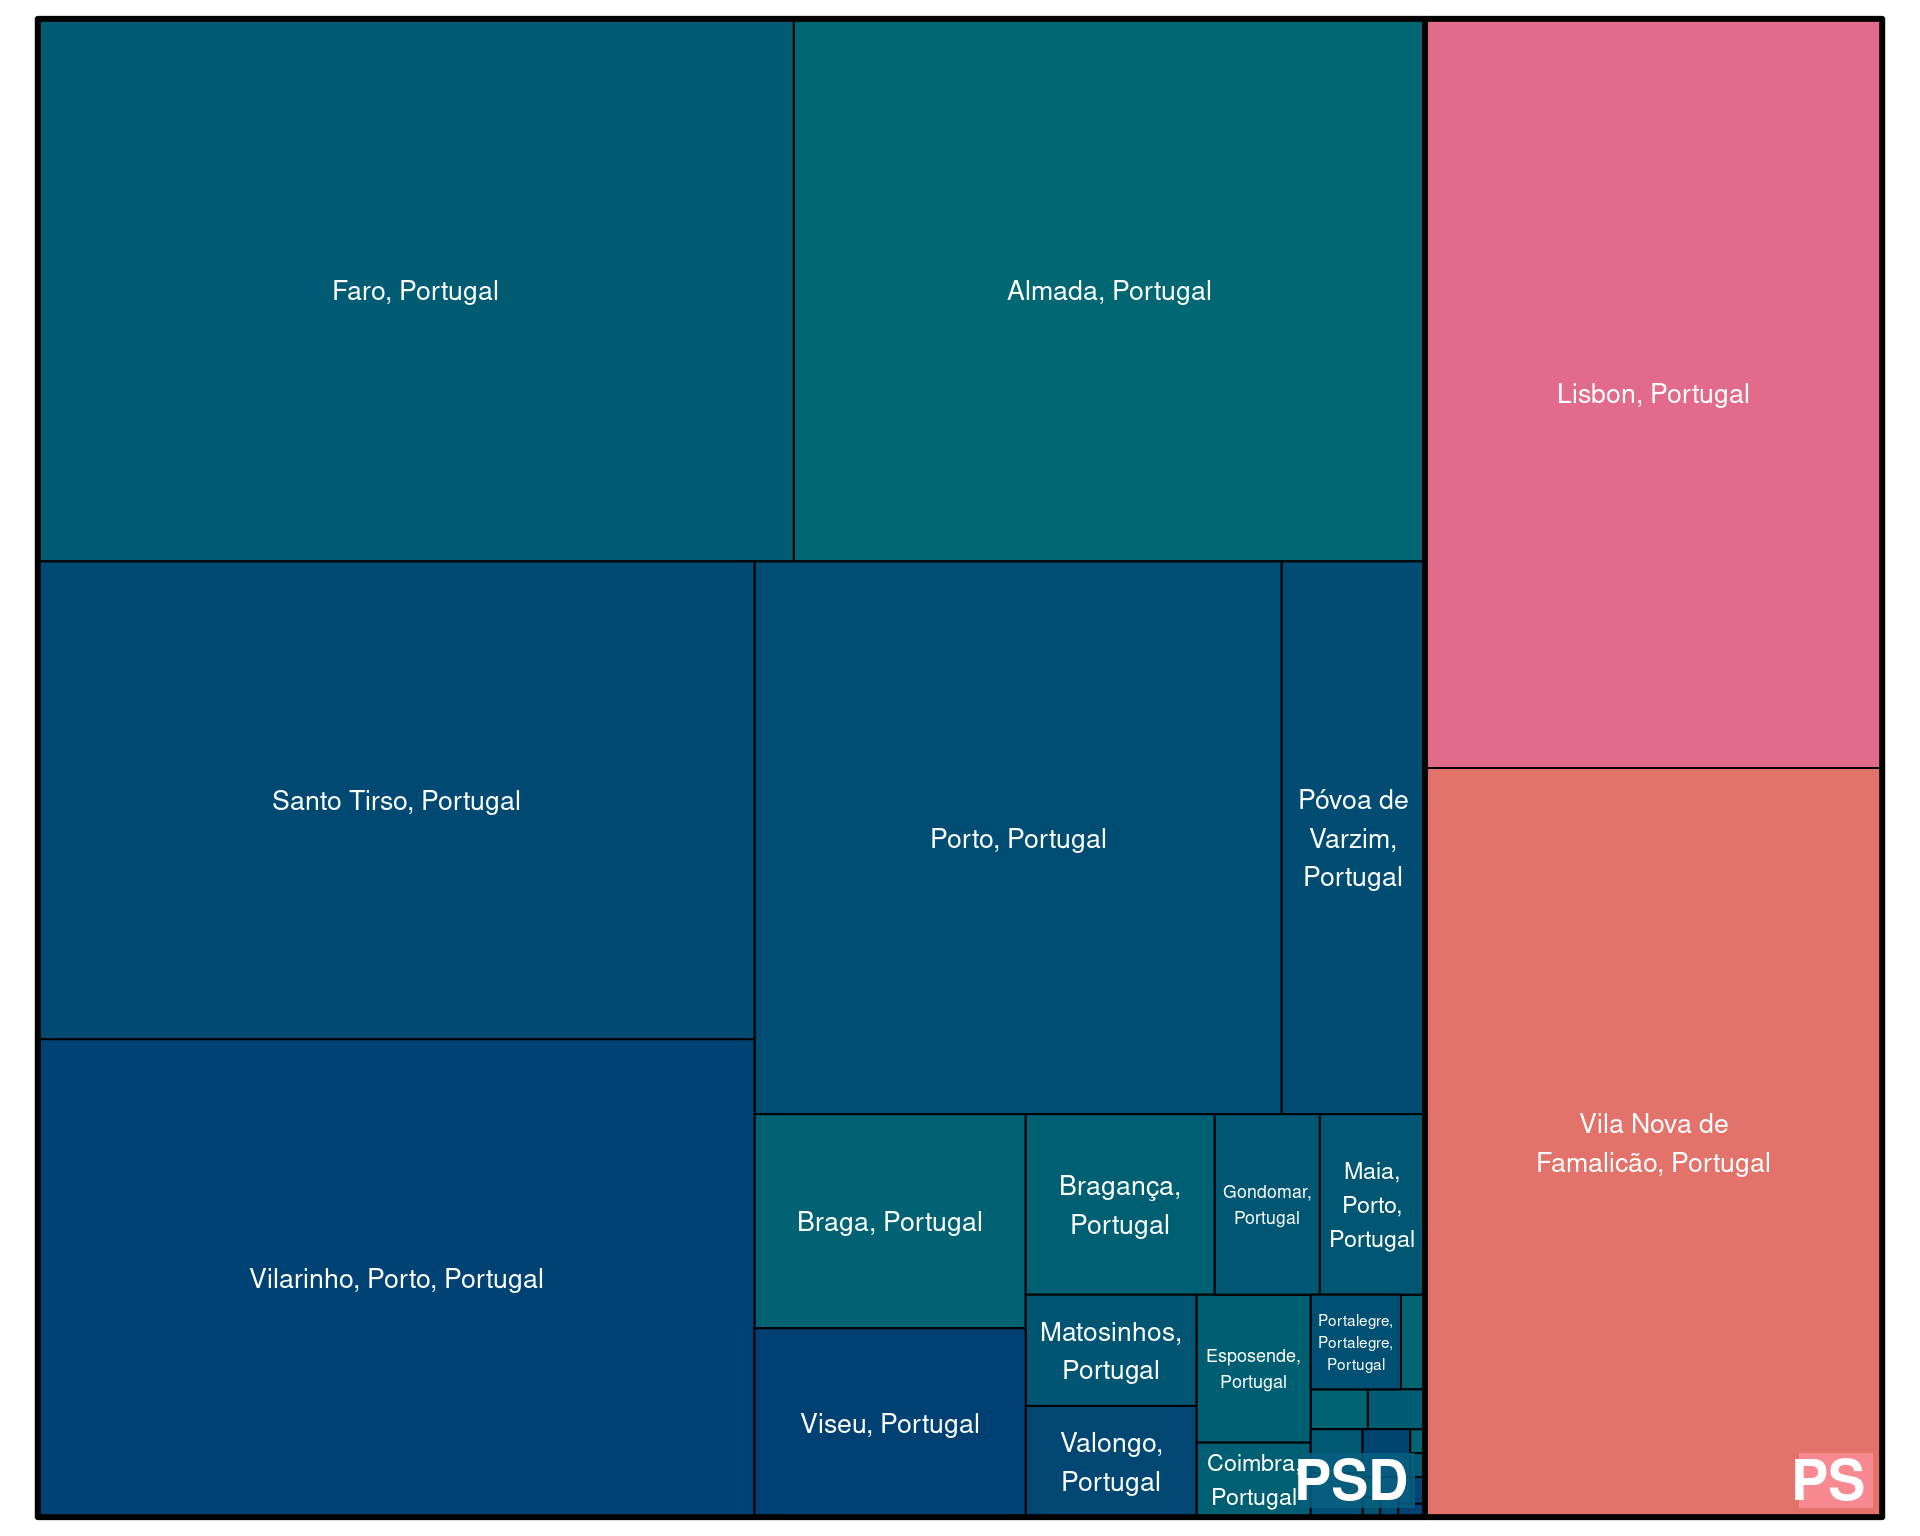 Faro, Portugal
Almada, Portugal
Lisbon, Portugal
Santo Tirso, Portugal
Porto, Portugal
Póvoa de
Varzim,
Portugal
Vila Nova de
Famalicão, Portugal
Vilarinho, Porto, Portugal
Braga, Portugal
Bragança,
Portugal
Gondomar,
Portugal
Maia,
Porto,
Portugal
Matosinhos,
Portugal
Esposende,
Portugal
Portalegre,
Portalegre,
Portugal
Viseu, Portugal
Valongo,
Portugal
Coimbra,
Portugal
PSD
PS